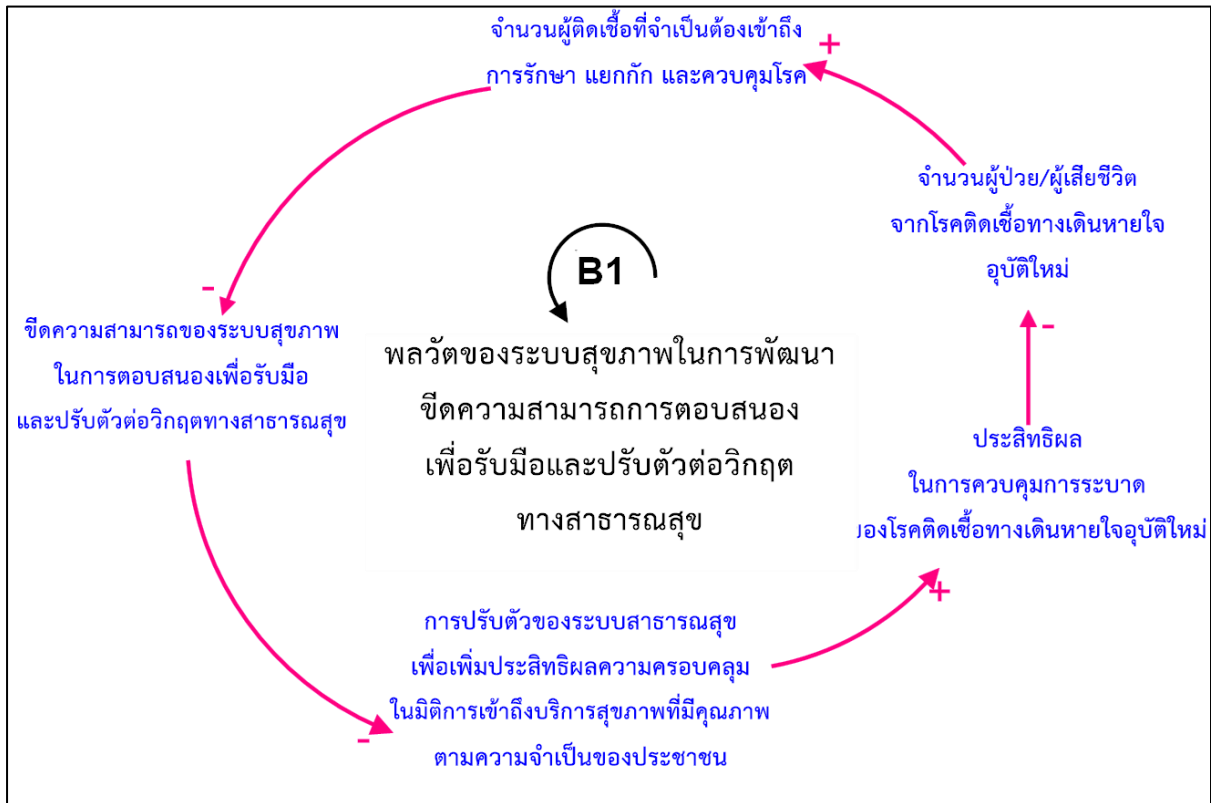 จำนวนผู้ติดเชื้อที่จำเป็นต้องเข้าถึง
การรักษา แยกกัก และควบคุมโรค
+
จำนวนผู้ป่วย/ผู้เสียชีวิต
จากโรคติดเชื้อทางเดินหายใจ
อุบัติใหม่
-
ประสิทธิผล
ในการควบคุมการระบาด
ของโรคติดเชื้อทางเดินหายใจอุบัติใหม่
+
B1
พลวัตของระบบสุขภาพในการพัฒนา
ขีดความสามารถการตอบสนอง
เพื่อรับมือและปรับตัวต่อวิกฤต
ทางสาธารณสุข
-
ขีดความสามารถของระบบสุขภาพ
ในการตอบสนองเพื่อรับมือ
และปรับตัวต่อวิกฤตทางสาธารณสุข
-
การปรับตัวของระบบสาธารณสุข
เพื่อเพิ่มประสิทธิผลความครอบคลุม
ในมิติการเข้าถึงบริการสุขภาพที่มีคุณภาพ
ตามความจำเป็นของประชาชน